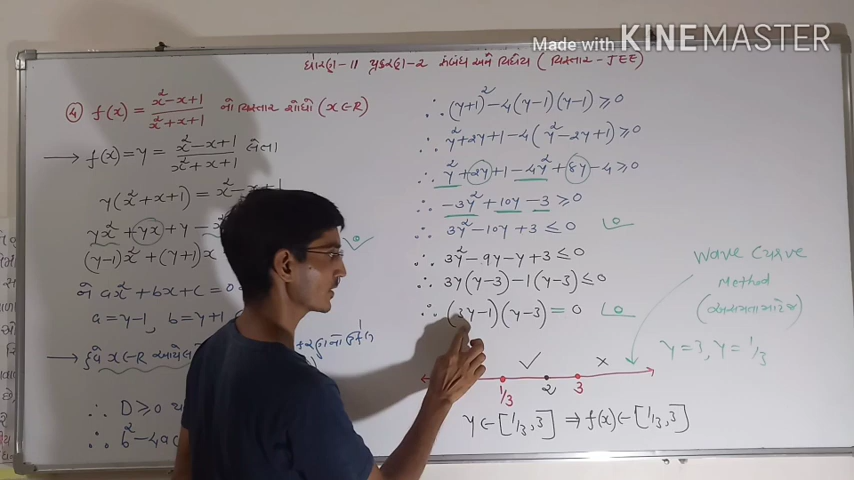 Made with KINEMASTER
ધોરણ-11 પ્રકરણ-2 સંબંધ અને વિધેય (વિસ્તાર-JEE)
④ f(x) = x²-x+1 / x²+x+1 નો વિસ્તાર શોધો (x∈R)
→ f(x)=y = x²-x+1 / x²+x+1 લેતા
y(x²+x+1) = x²-x+1
yx²+yx+y-x
(y-1)x²+(y+1)x
ને ax²+bx+c=0
a=y-1, b=y+1
→ {વે x∈R આપેલ
∴ D≥0
∴ b²-4a
∴ (y+1)²-4(y-1)(y-1)≥0
∴ y²+2y+1-4(y²-2y+1)≥0
∴ y²+2y+1-4y²+8y-4≥0
∴ -3y²+10y-3≥0
∴ 3y²-10y+3≤0
∴ 3y²-9y-y+3≤0
∴ 3y(y-3)-1(y-3)≤0
∴ (3y-1)(y-3)=0
Wave Curve
Method
(અસમતા માટે જ)
y=3, y=1/3
✓ ×
1/3 2 3
y∈[1/3,3] ⇒ f(x)∈[1/3,3]